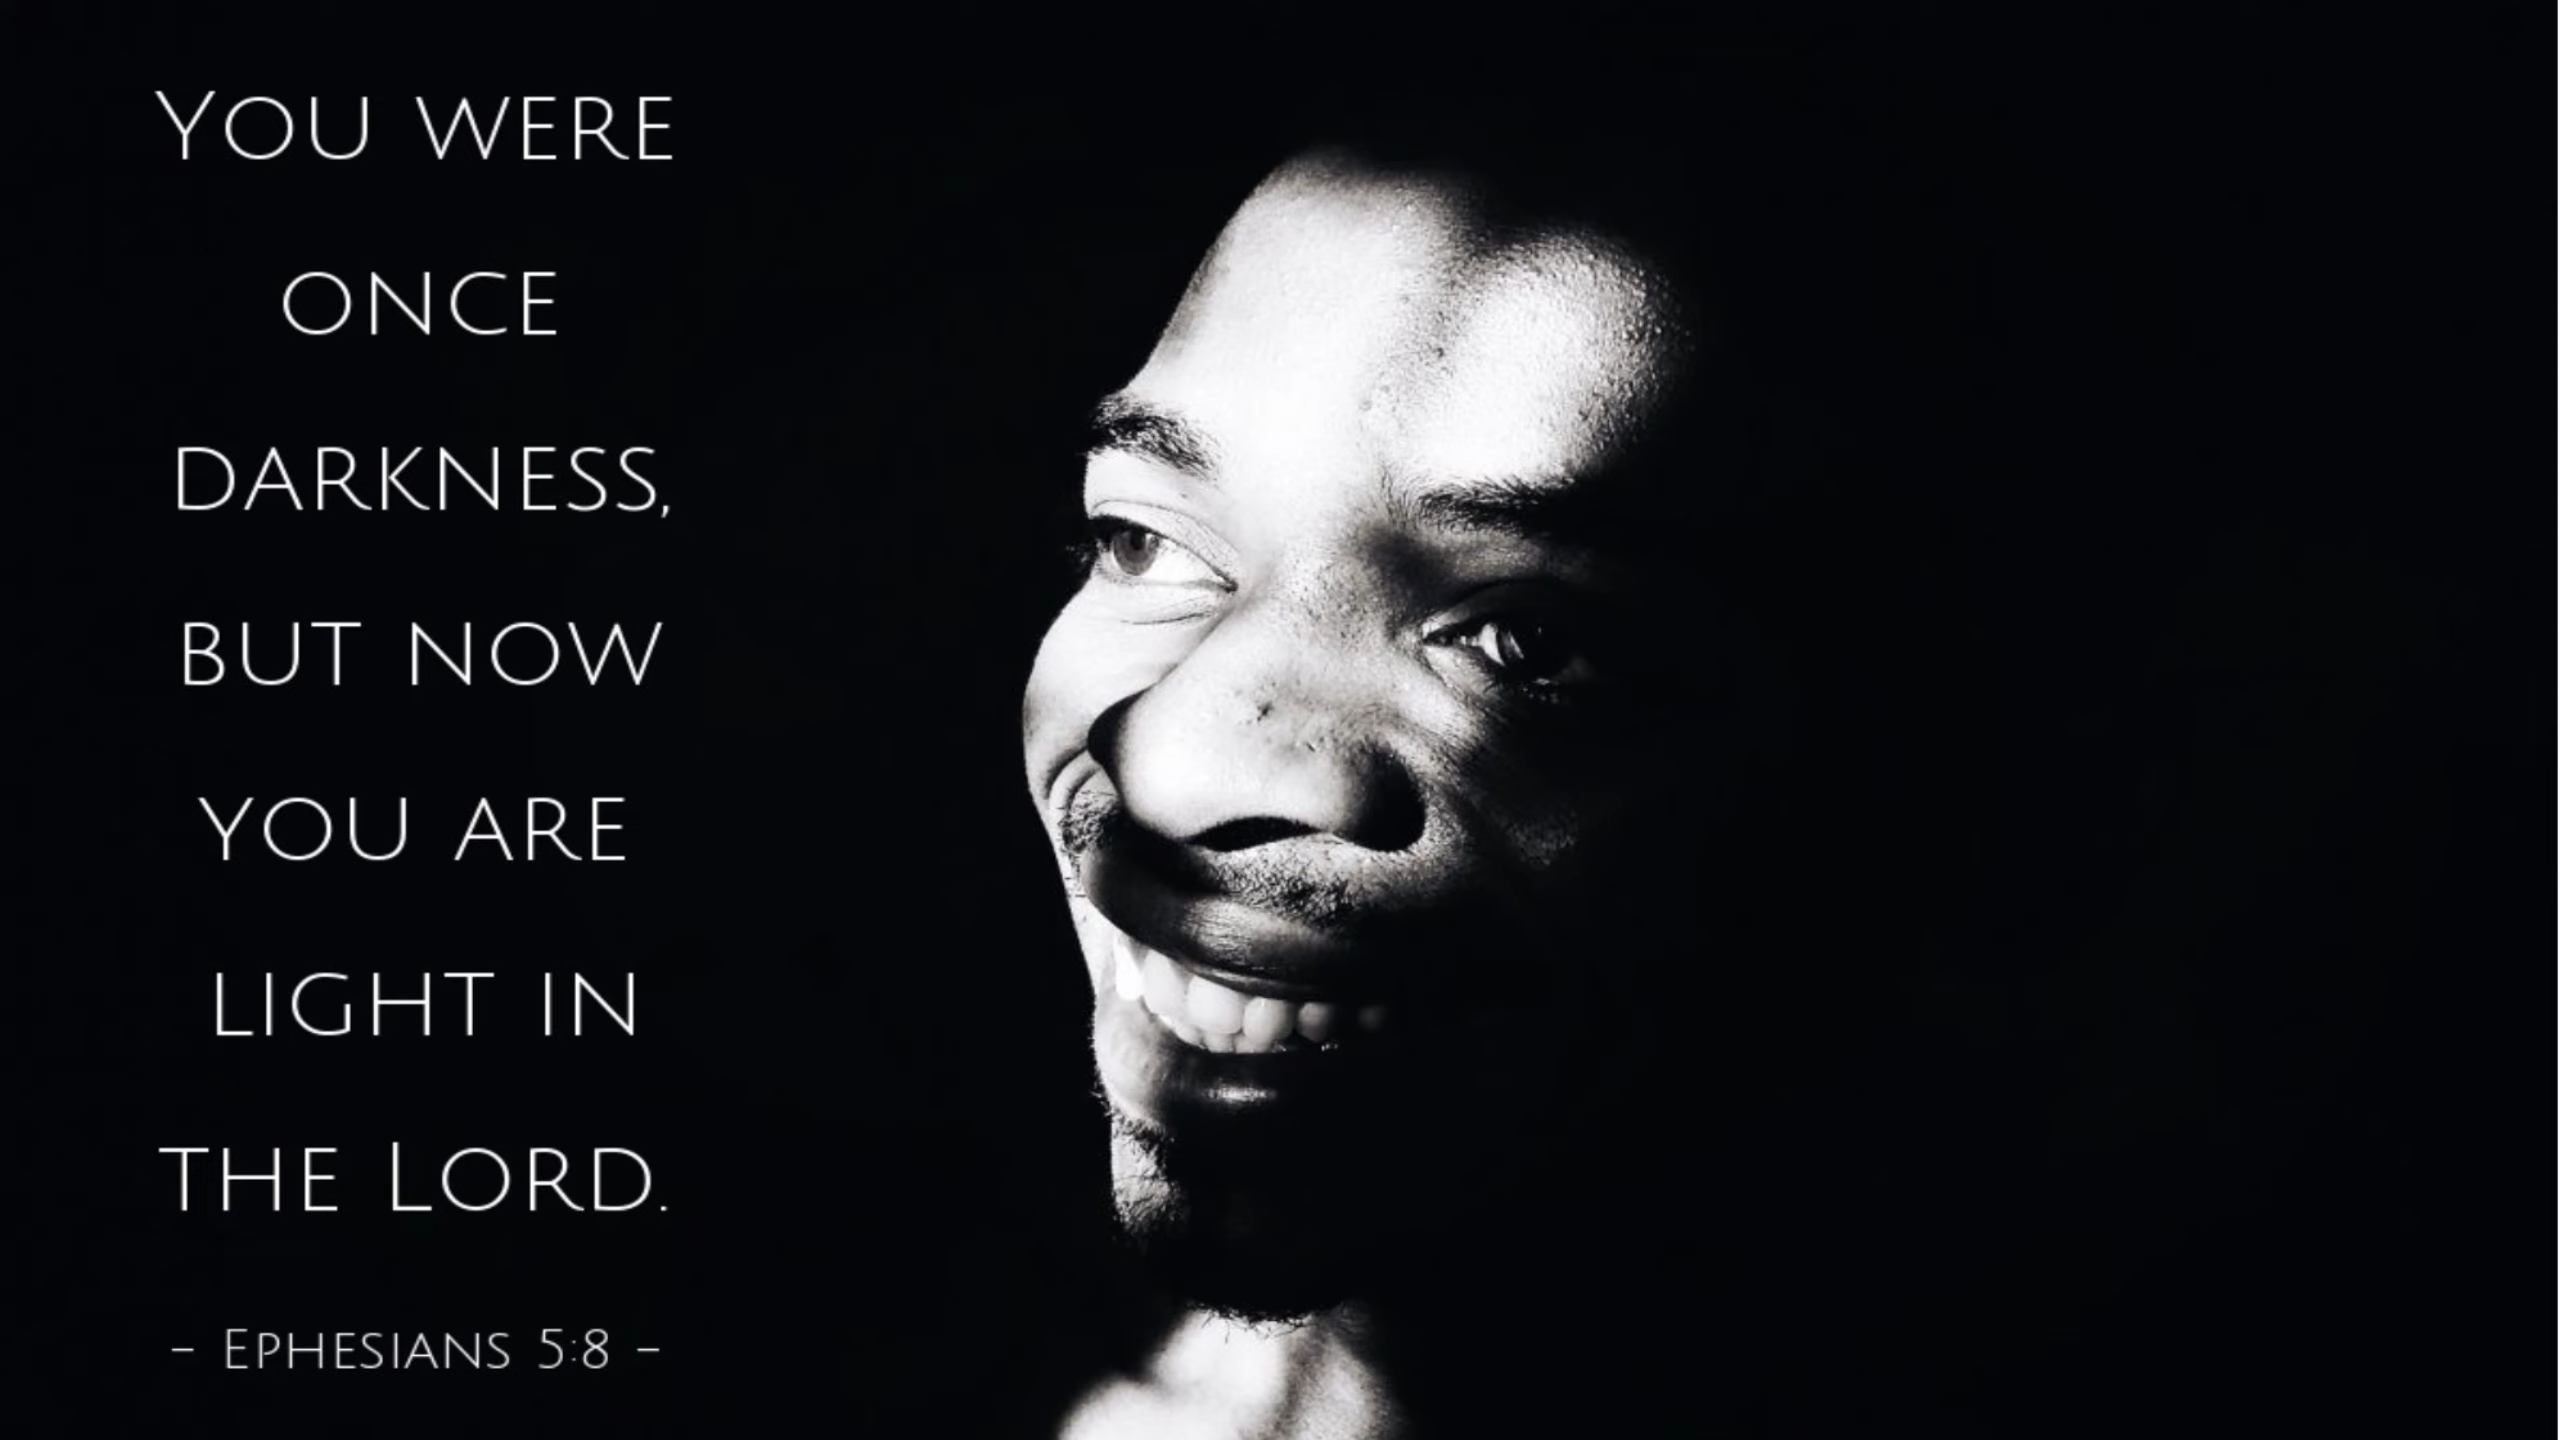 You were
once
darkness,
but now
you are
light in
the Lord.
- Ephesians 5:8 -